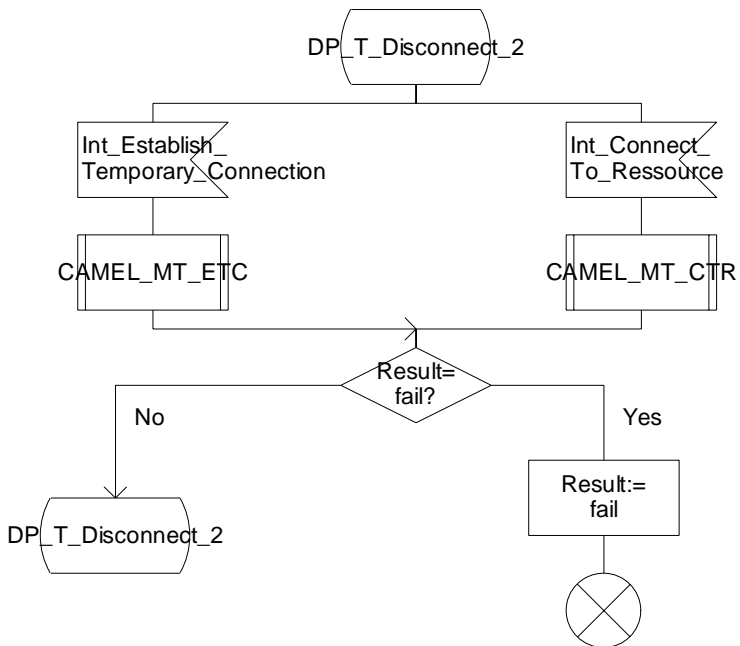 DP_T_Disconnect_2
Int_Establish_
Temporary_Connection
Int_Connect_
To_Ressource
CAMEL_MT_ETC
CAMEL_MT_CTR
Result=
fail?
No
Yes
Result:=
fail
DP_T_Disconnect_2